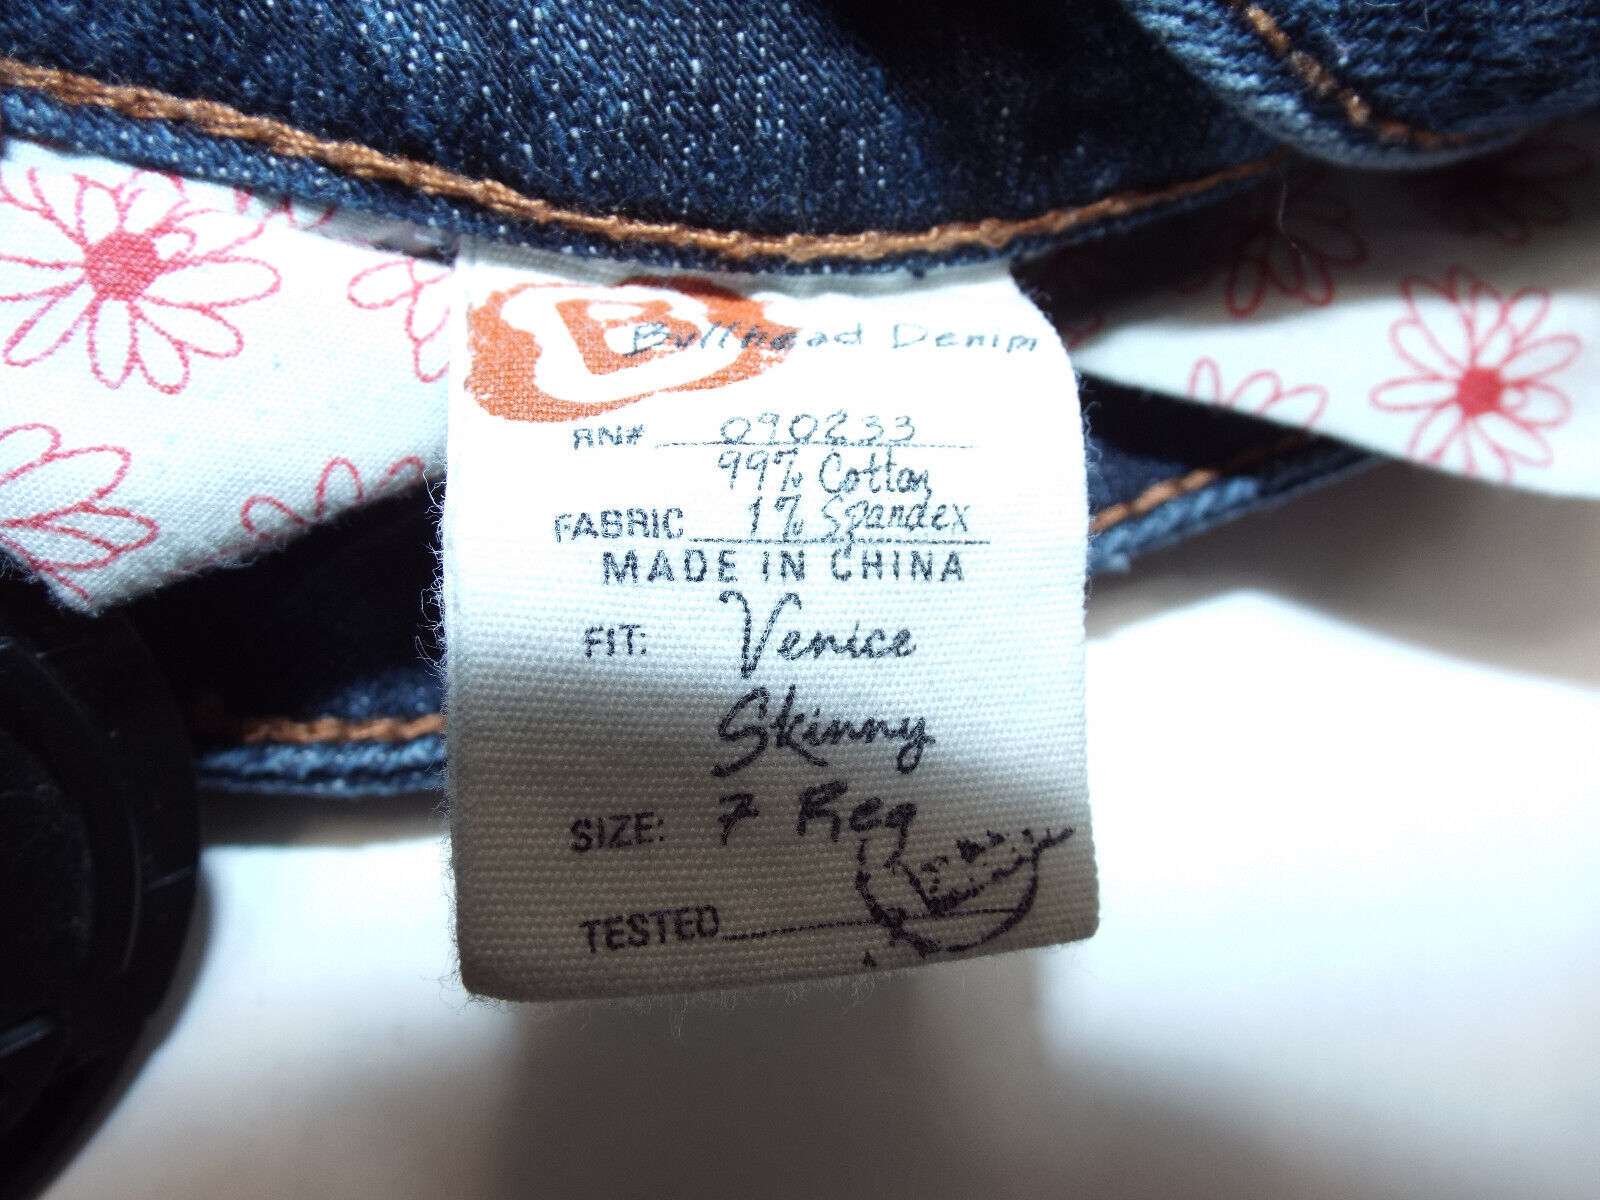 B
Bullhead Denim
RN# 090233
99% Cotton
FABRIC 1% Spandex
MADE IN CHINA
FIT: Venice
Skinny
SIZE: 7 Reg
TESTED